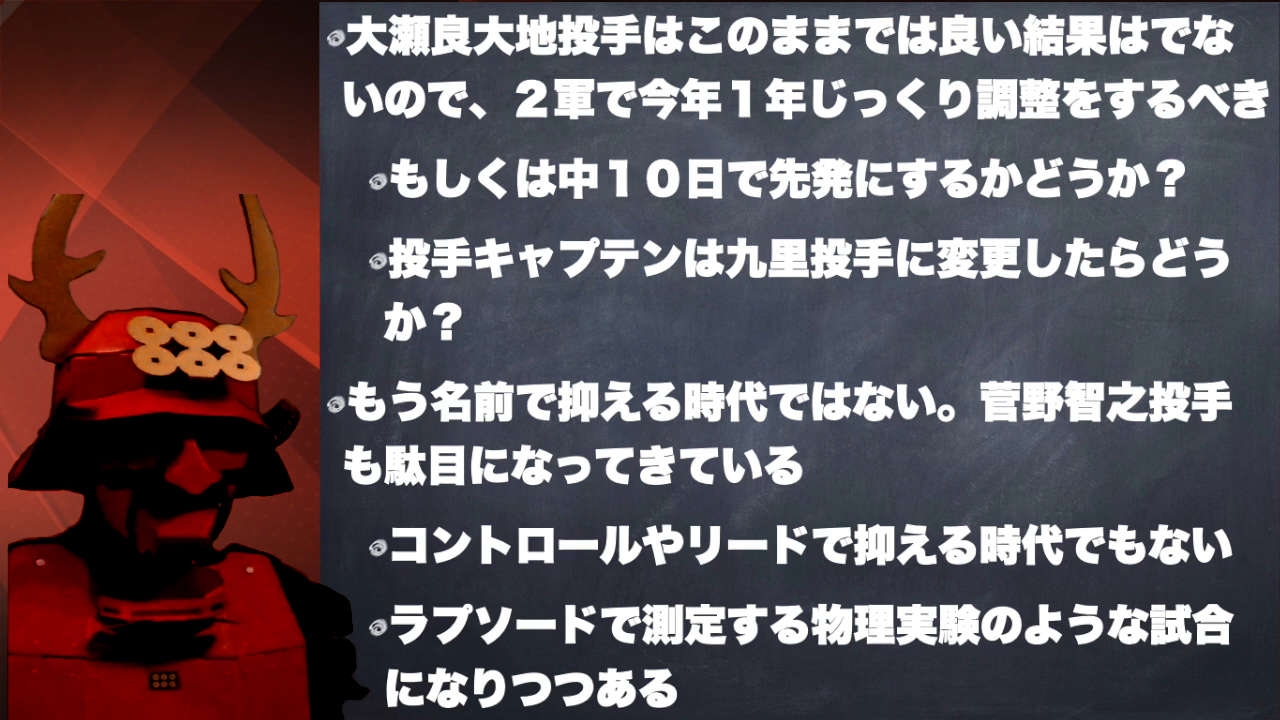 大瀬良大地投手はこのままでは良い結果はでな
いので、２軍で今年１年じっくり調整をするべき
もしくは中１０日で先発にするかどうか？
投手キャプテンは九里投手に変更したらどう
か？
もう名前で抑える時代ではない。菅野智之投手
も駄目になってきている
コントロールやリードで抑える時代でもない
ラプソードで測定する物理実験のような試合
になりつつある